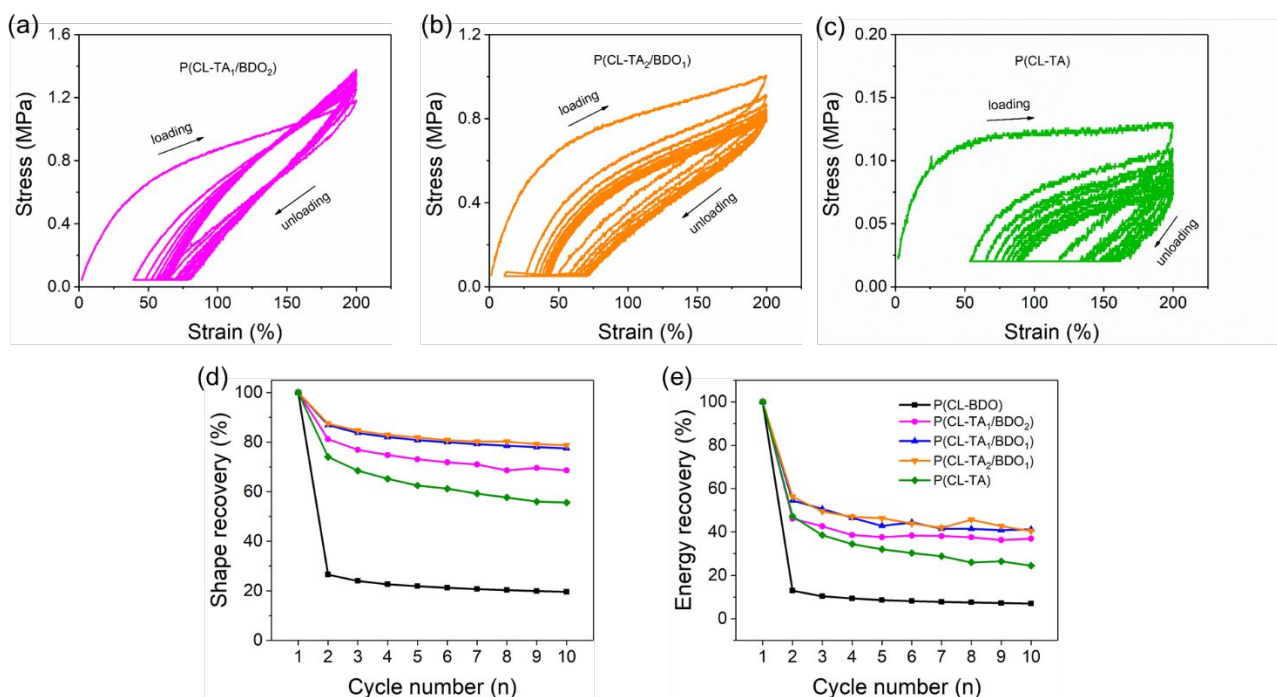 (a)
1.6
1.2
0.8
0.4
0.0
Stress (MPa)
P(CL-TA₁/BDO₂)
loading
unloading
0 50 100 150 200
Strain (%)
(b)
1.2
0.8
0.4
0.0
Stress (MPa)
P(CL-TA₂/BDO₁)
loading
unloading
0 50 100 150 200
Strain (%)
(c)
0.20
0.15
0.10
0.05
0.00
Stress (MPa)
P(CL-TA)
loading
unloading
0 50 100 150 200
Strain (%)
(d)
100
80
60
40
20
0
Shape recovery (%)
1 2 3 4 5 6 7 8 9 10
Cycle number (n)
(e)
100
80
60
40
20
0
Energy recovery (%)
P(CL-BDO)
P(CL-TA₁/BDO₂)
P(CL-TA₁/BDO₁)
P(CL-TA₂/BDO₁)
P(CL-TA)
1 2 3 4 5 6 7 8 9 10
Cycle number (n)